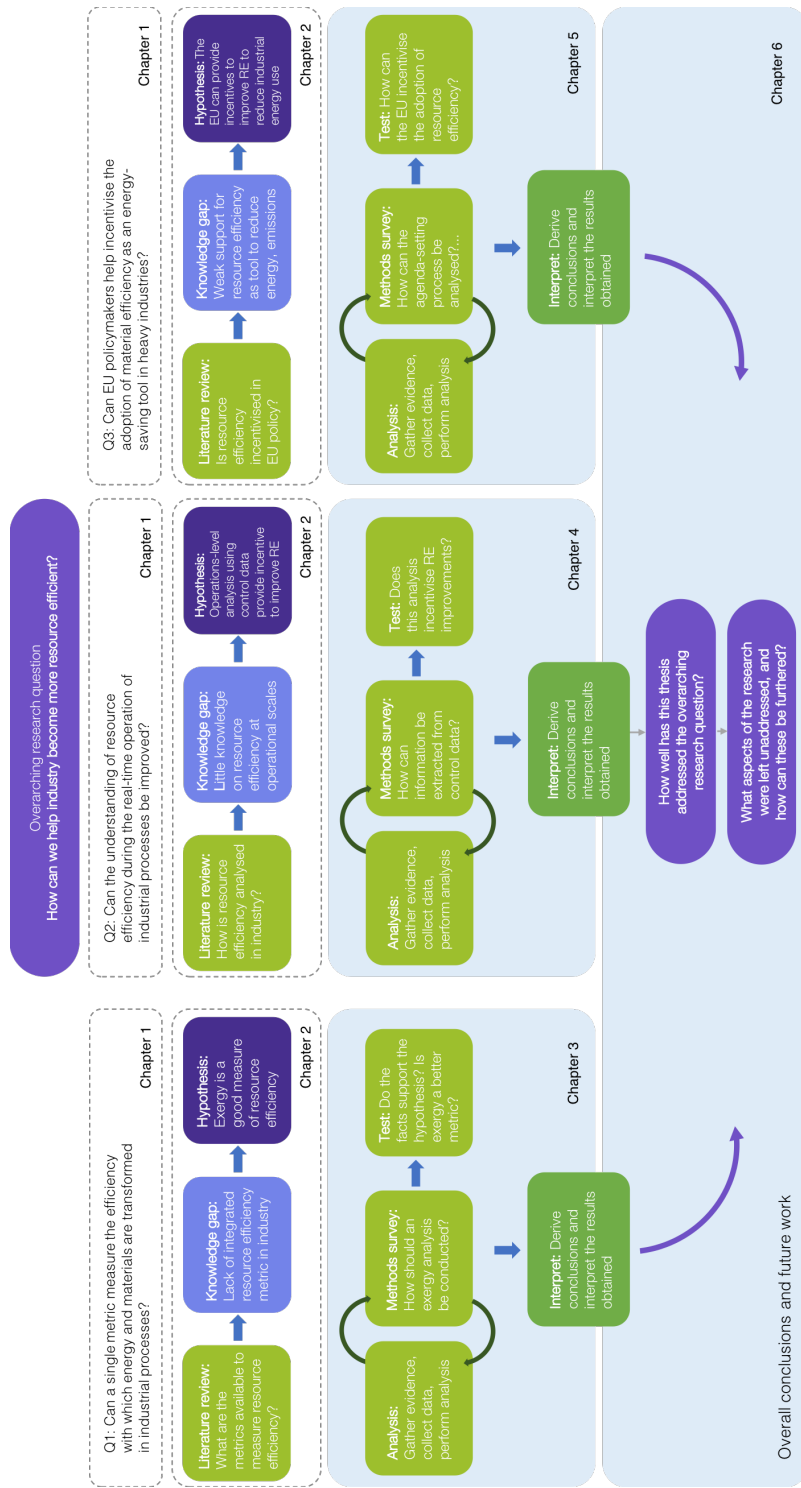 Overarching research question
How can we help industry become more resource efficient?
Q1: Can a single metric measure the efficiency
with which energy and materials are transformed
in industrial processes?
Chapter 1
Literature review:
What are the
metrics available to
measure resource
efficiency?
Knowledge gap:
Lack of integrated
resource efficiency
metric in industry
Hypothesis:
Exergy is a
good measure
of resource
efficiency
Chapter 2
Analysis:
Gather evidence,
collect data,
perform analysis
Methods survey:
How should an
exergy analysis
be conducted?
Test: Do the
facts support the
hypothesis? Is
exergy a better
metric?
Chapter 3
Interpret: Derive
conclusions and
interpret the results
obtained
Q2: Can the understanding of resource
efficiency during the real-time operation of
industrial processes be improved?
Chapter 1
Literature review:
How is resource
efficiency analysed
in industry?
Knowledge gap:
Little knowledge
on resource
efficiency at
operational scales
Hypothesis:
Operations-level
analysis using
control data
provide incentive
to improve RE
Chapter 2
Analysis:
Gather evidence,
collect data,
perform analysis
Methods survey:
How can
information be
extracted from
control data?
Test: Does
this analysis
incentivise RE
improvements?
Chapter 4
Interpret: Derive
conclusions and
interpret the results
obtained
Q3: Can EU policymakers help incentivise the
adoption of material efficiency as an energy-
saving tool in heavy industries?
Chapter 1
Literature review:
Is resource
efficiency
incentivised in
EU policy?
Knowledge gap:
Weak support for
resource efficiency
as tool to reduce
energy, emissions
Hypothesis: The
EU can provide
incentives to
improve RE to
reduce industrial
energy use
Chapter 2
Analysis:
Gather evidence,
collect data,
perform analysis
Methods survey:
How can the
agenda-setting
process be
analysed?...
Test: How can
the EU incentivise
the adoption of
resource
efficiency?
Chapter 5
Interpret: Derive
conclusions and
interpret the results
obtained
How well has this thesis
addressed the overarching
research question?
What aspects of the research
were left unaddressed, and
how can these be furthered?
Overall conclusions and future work
Chapter 6